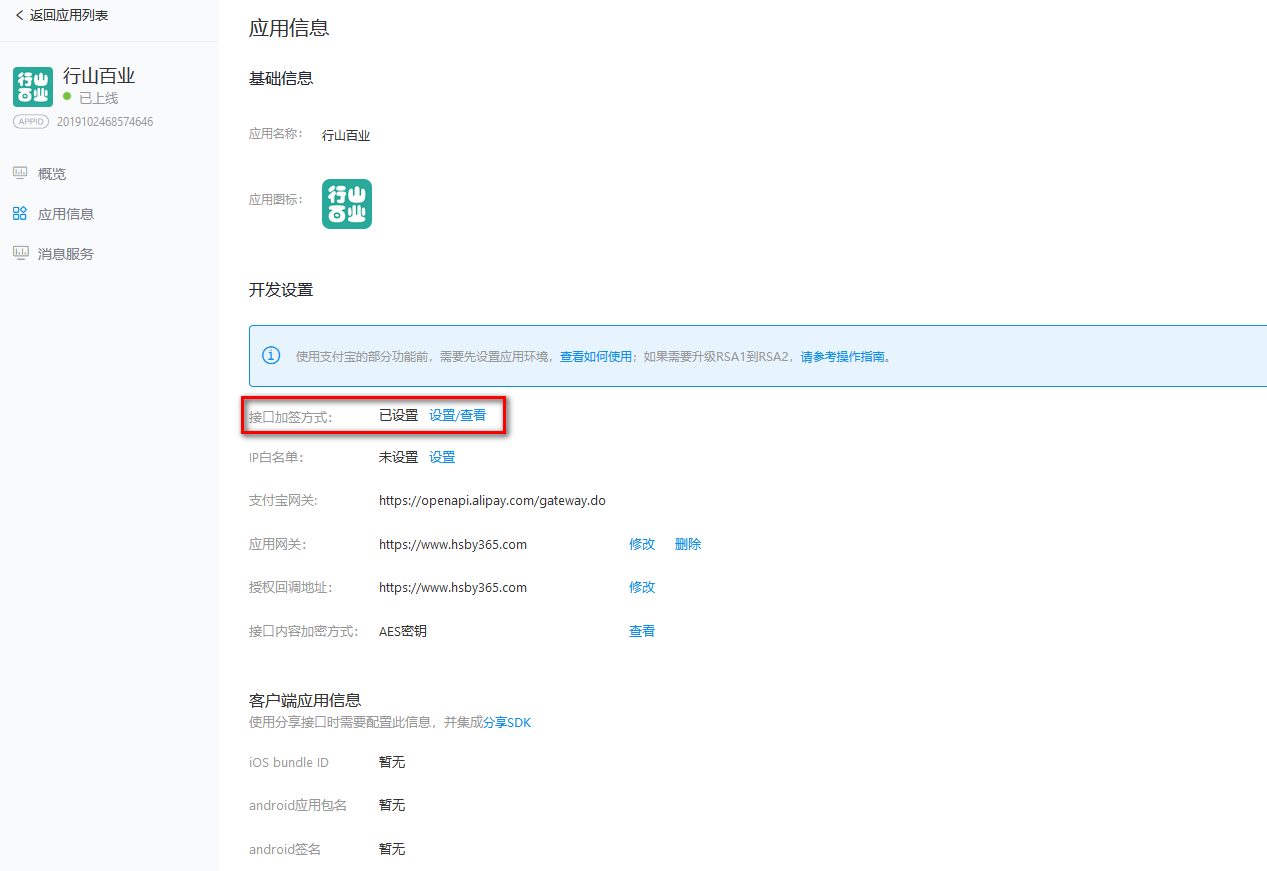 返回应用列表
行山百业
行山百业
已上线
APPID 2019102468574646
概览
应用信息
消息服务
应用信息
基础信息
应用名称： 行山百业
应用图标： 行山百业
开发设置
使用支付宝的部分功能前，需要先设置应用环境，查看如何使用；如果需要升级RSA1到RSA2，请参考操作指南。
接口加签方式： 已设置 设置/查看
IP白名单： 未设置 设置
支付宝网关: https://openapi.alipay.com/gateway.do
应用网关： https://www.hsby365.com 修改 删除
授权回调地址： https://www.hsby365.com 修改
接口内容加密方式： AES密钥 查看
客户端应用信息
使用分享接口时需要配置此信息，并集成分享SDK
iOS bundle ID 暂无
android应用包名 暂无
android签名 暂无